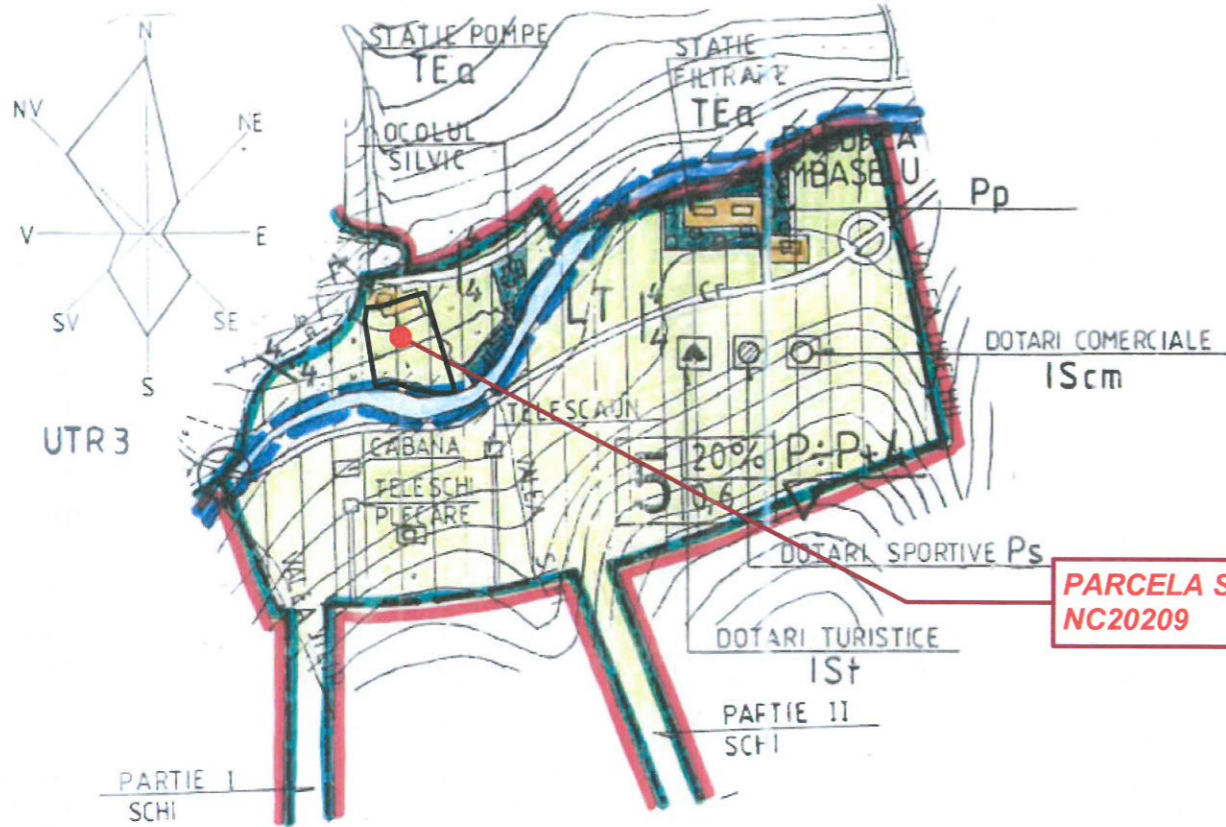 N
NV
NE
V
E
SV
SE
S
UTR 3
STATIE POMPE
TEa
OCOLUL
SILVIC
STATIE
FILTRARE
TEa
Pp
LT
DOTARI COMERCIALE
IScm
TELESCAUN
CABANA
TELESCHI
PLECARE
5
20%
0,6
DOTARI SPORTIVE Ps
PARCELA S
NC20209
DOTARI TURISTICE
ISt
PARTIE II
SCHI
PARTIE I
SCHI